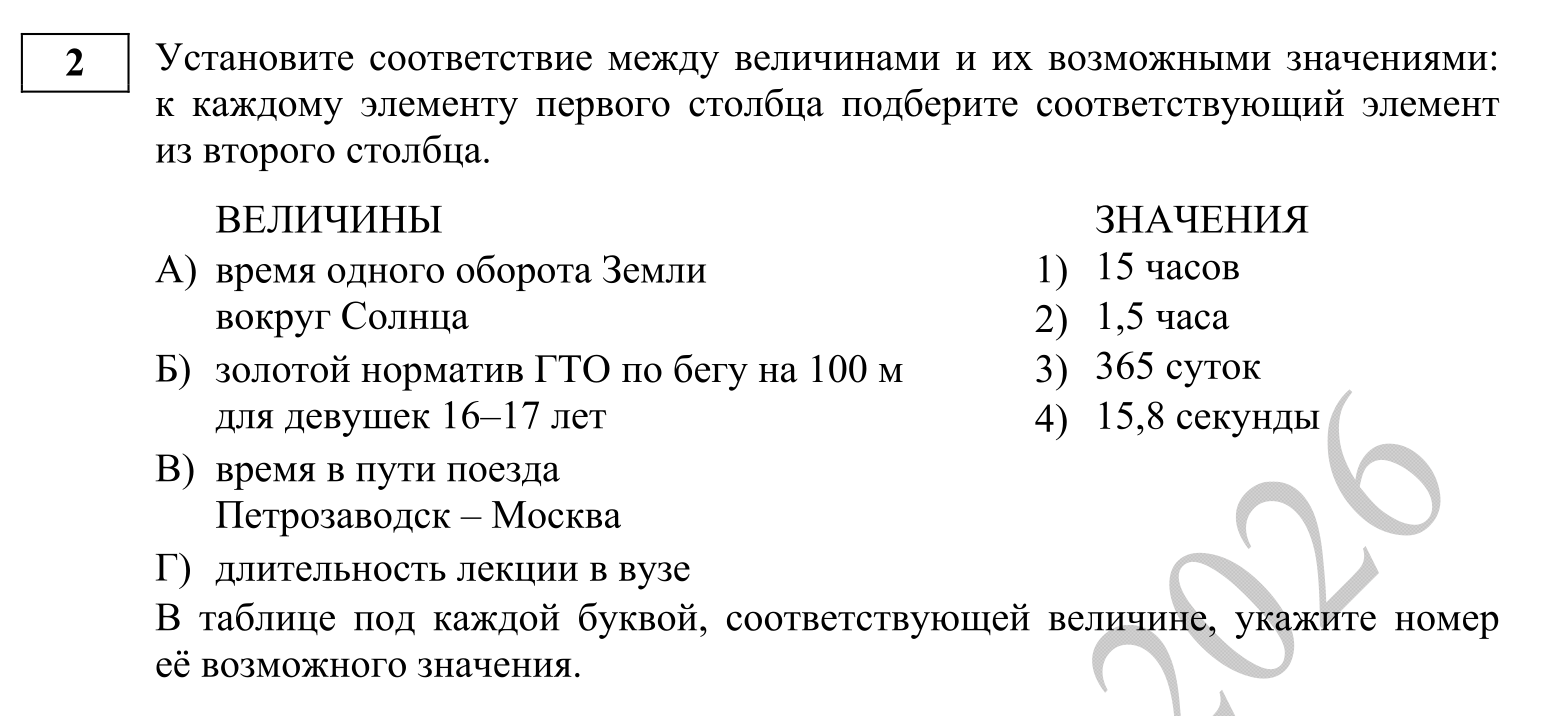 2
Установите соответствие между величинами и их возможными значениями:
к каждому элементу первого столбца подберите соответствующий элемент
из второго столбца.
ВЕЛИЧИНЫ
А) время одного оборота Земли
вокруг Солнца
Б) золотой норматив ГТО по бегу на 100 м
для девушек 16–17 лет
В) время в пути поезда
Петрозаводск – Москва
Г) длительность лекции в вузе
ЗНАЧЕНИЯ
1) 15 часов
2) 1,5 часа
3) 365 суток
4) 15,8 секунды
В таблице под каждой буквой, соответствующей величине, укажите номер
её возможного значения.
2026